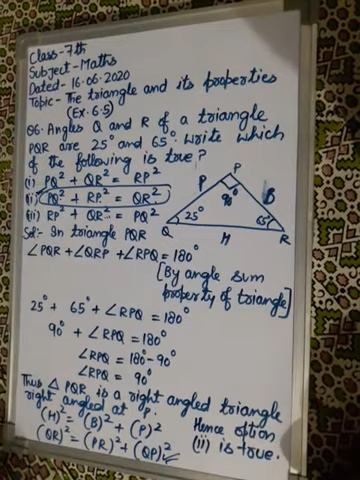 Class-7th
Subject-Maths
Dated-16.06.2020
Topic-The triangle and its properties
(Ex.6.5)
Q6. Angles Q and R of a triangle
PQR are 25° and 65°. Write which
of the following is true?
(i) PQ² + QR² = RP²
(ii) PQ² + RP² = QR²
(iii) RP² + QR² = PQ²
P
P
B
90°
25°
65°
Q
H
R
Sol:- In triangle PQR
∠PQR + ∠QRP + ∠RPQ = 180°
[By angle sum
property of triangle]
25° + 65° + ∠RPQ = 180°
90° + ∠RPQ = 180°
∠RPQ = 180° - 90°
∠RPQ = 90°
Thus △ PQR is a right angled triangle
right angled at P.
(H)² = (B)² + (P)²
(QR)² = (PR)² + (QP)²
Hence option
(ii) is true.